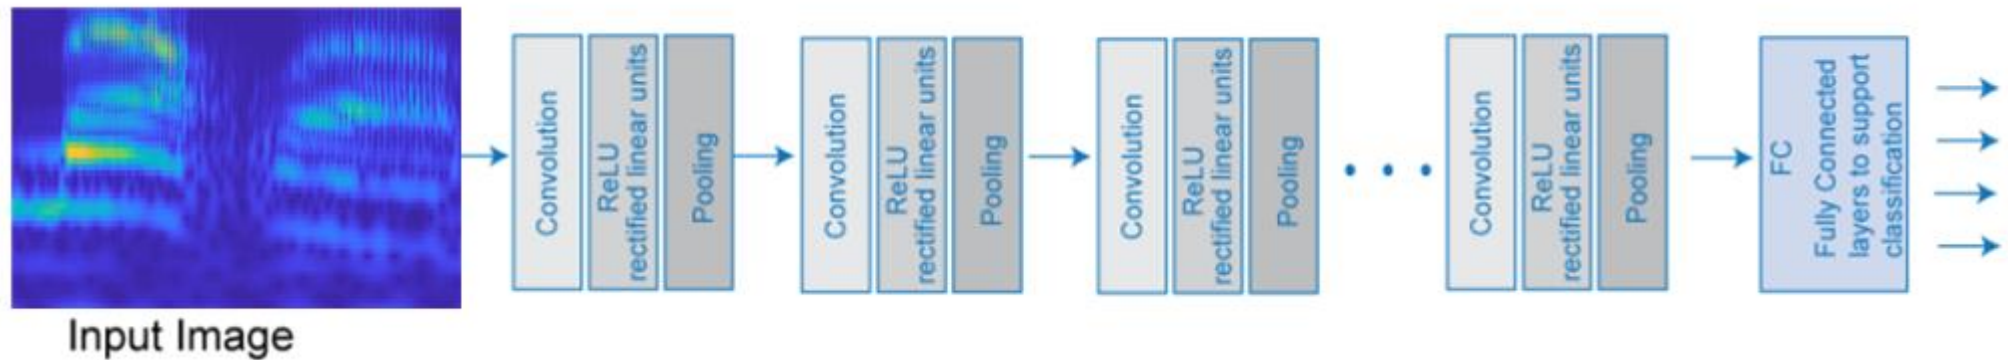 Convolution
ReLU
rectified linear units
Pooling
Convolution
ReLU
rectified linear units
Pooling
Convolution
ReLU
rectified linear units
Pooling
Convolution
ReLU
rectified linear units
Pooling
FC
Fully Connected
layers to support
classification
Input Image